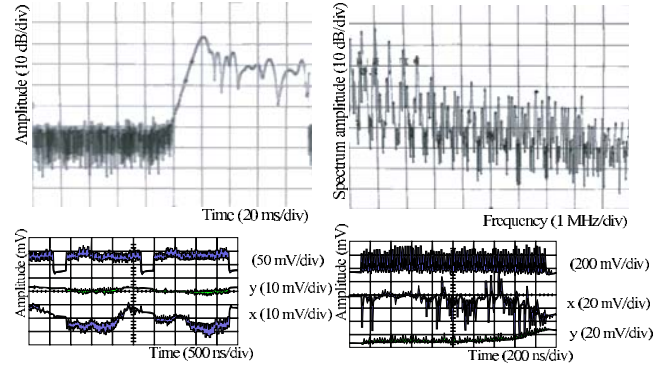 Amplitude (10 dB/div)
Time (20 ms/div)
Spectrum amplitude (10 dB/div)
Frequency (1 MHz/div)
Amplitude (mV)
(50 mV/div)
y (10 mV/div)
x (10 mV/div)
Time (500 ns/div)
Amplitude (mV)
(200 mV/div)
x (20 mV/div)
y (20 mV/div)
Time (200 ns/div)